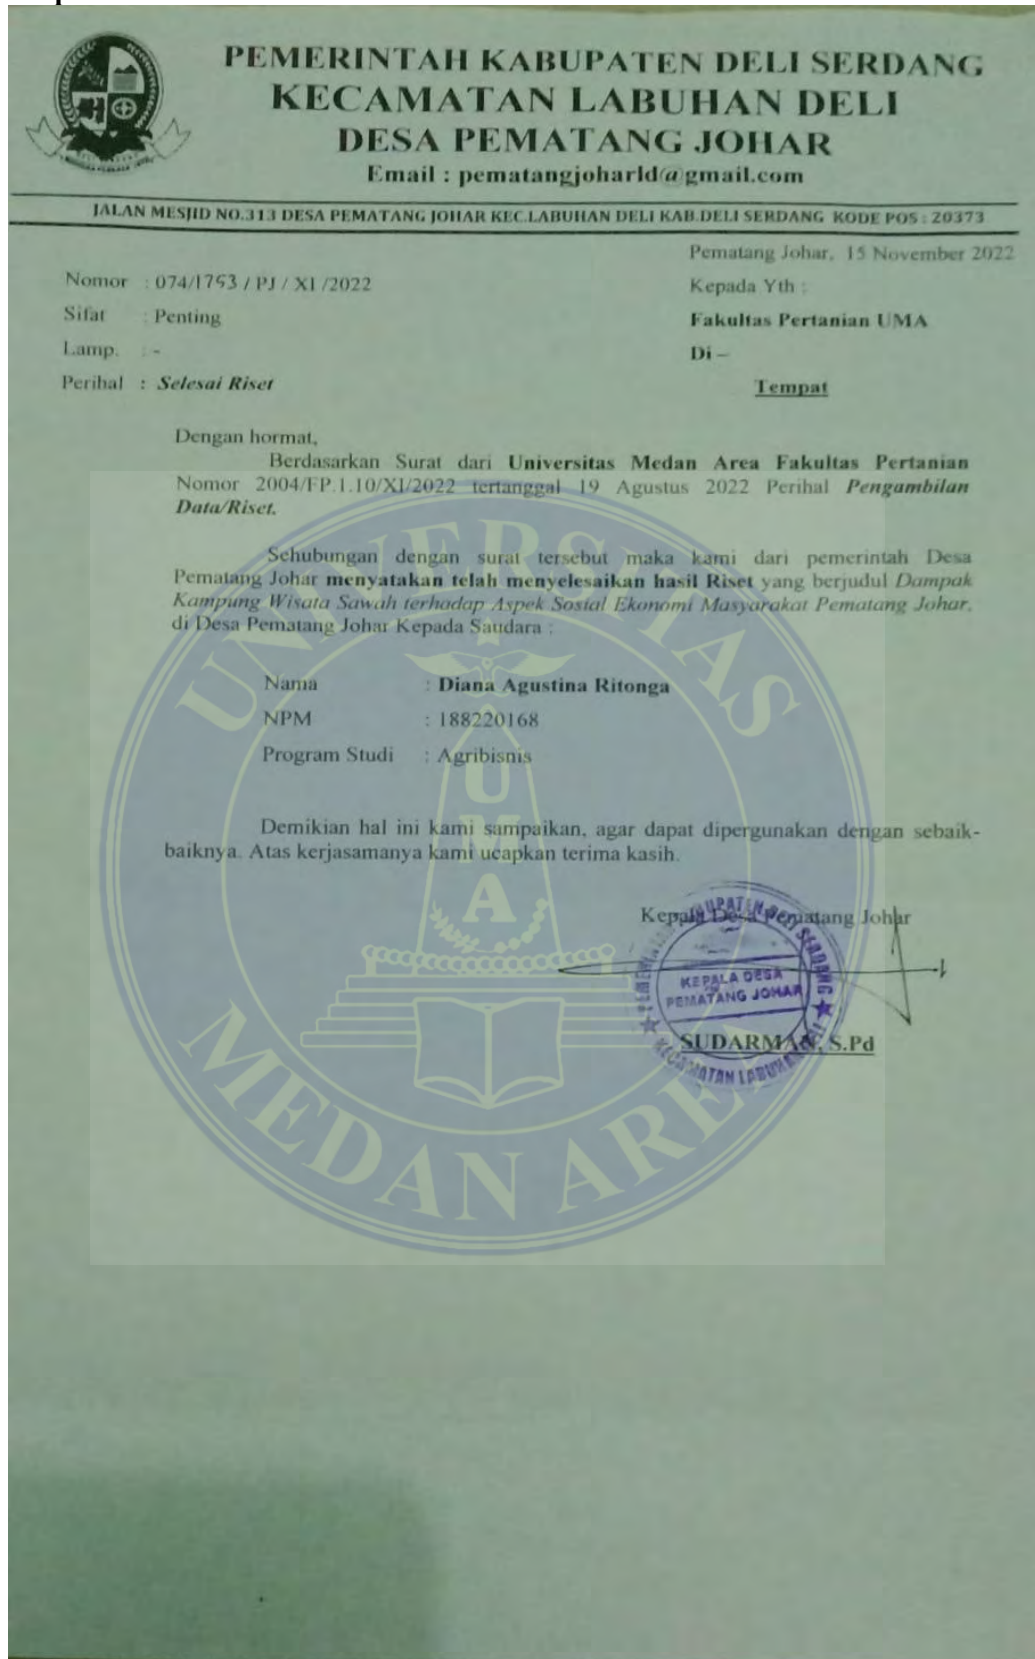 PEMERINTAH KABUPATEN DELI SERDANG
KECAMATAN LABUHAN DELI
DESA PEMATANG JOHAR
Email : pematangjoharld@gmail.com
JALAN MESJID NO.313 DESA PEMATANG JOHAR KEC.LABUHAN DELI KAB.DELI SERDANG KODE POS : 20373
Pematang Johar, 15 November 2022
Nomor : 074/1753 / PJ / XI /2022
Kepada Yth :
Sifat : Penting
Fakultas Pertanian UMA
Lamp. : -
Di –
Perihal : Selesai Riset
Tempat
Dengan hormat,
Berdasarkan Surat dari Universitas Medan Area Fakultas Pertanian
Nomor 2004/FP.1.10/XI/2022 tertanggal 19 Agustus 2022 Perihal Pengambilan
Data/Riset.
Sehubungan dengan surat tersebut maka kami dari pemerintah Desa
Pematang Johar menyatakan telah menyelesaikan hasil Riset yang berjudul Dampak
Kampung Wisata Sawah terhadap Aspek Sosial Ekonomi Masyarakat Pematang Johar,
di Desa Pematang Johar Kepada Saudara :
Nama : Diana Agustina Ritonga
NPM : 188220168
Program Studi : Agribisnis
Demikian hal ini kami sampaikan, agar dapat dipergunakan dengan sebaik-
baiknya. Atas kerjasamanya kami ucapkan terima kasih.
Kepala Desa Pematang Johar
KEPALA DESA
PEMATANG JOHAR
KECAMATAN LABUHAN
SUDARMAN, S.Pd
UNIVERSITAS
MEDAN AREA
UMA